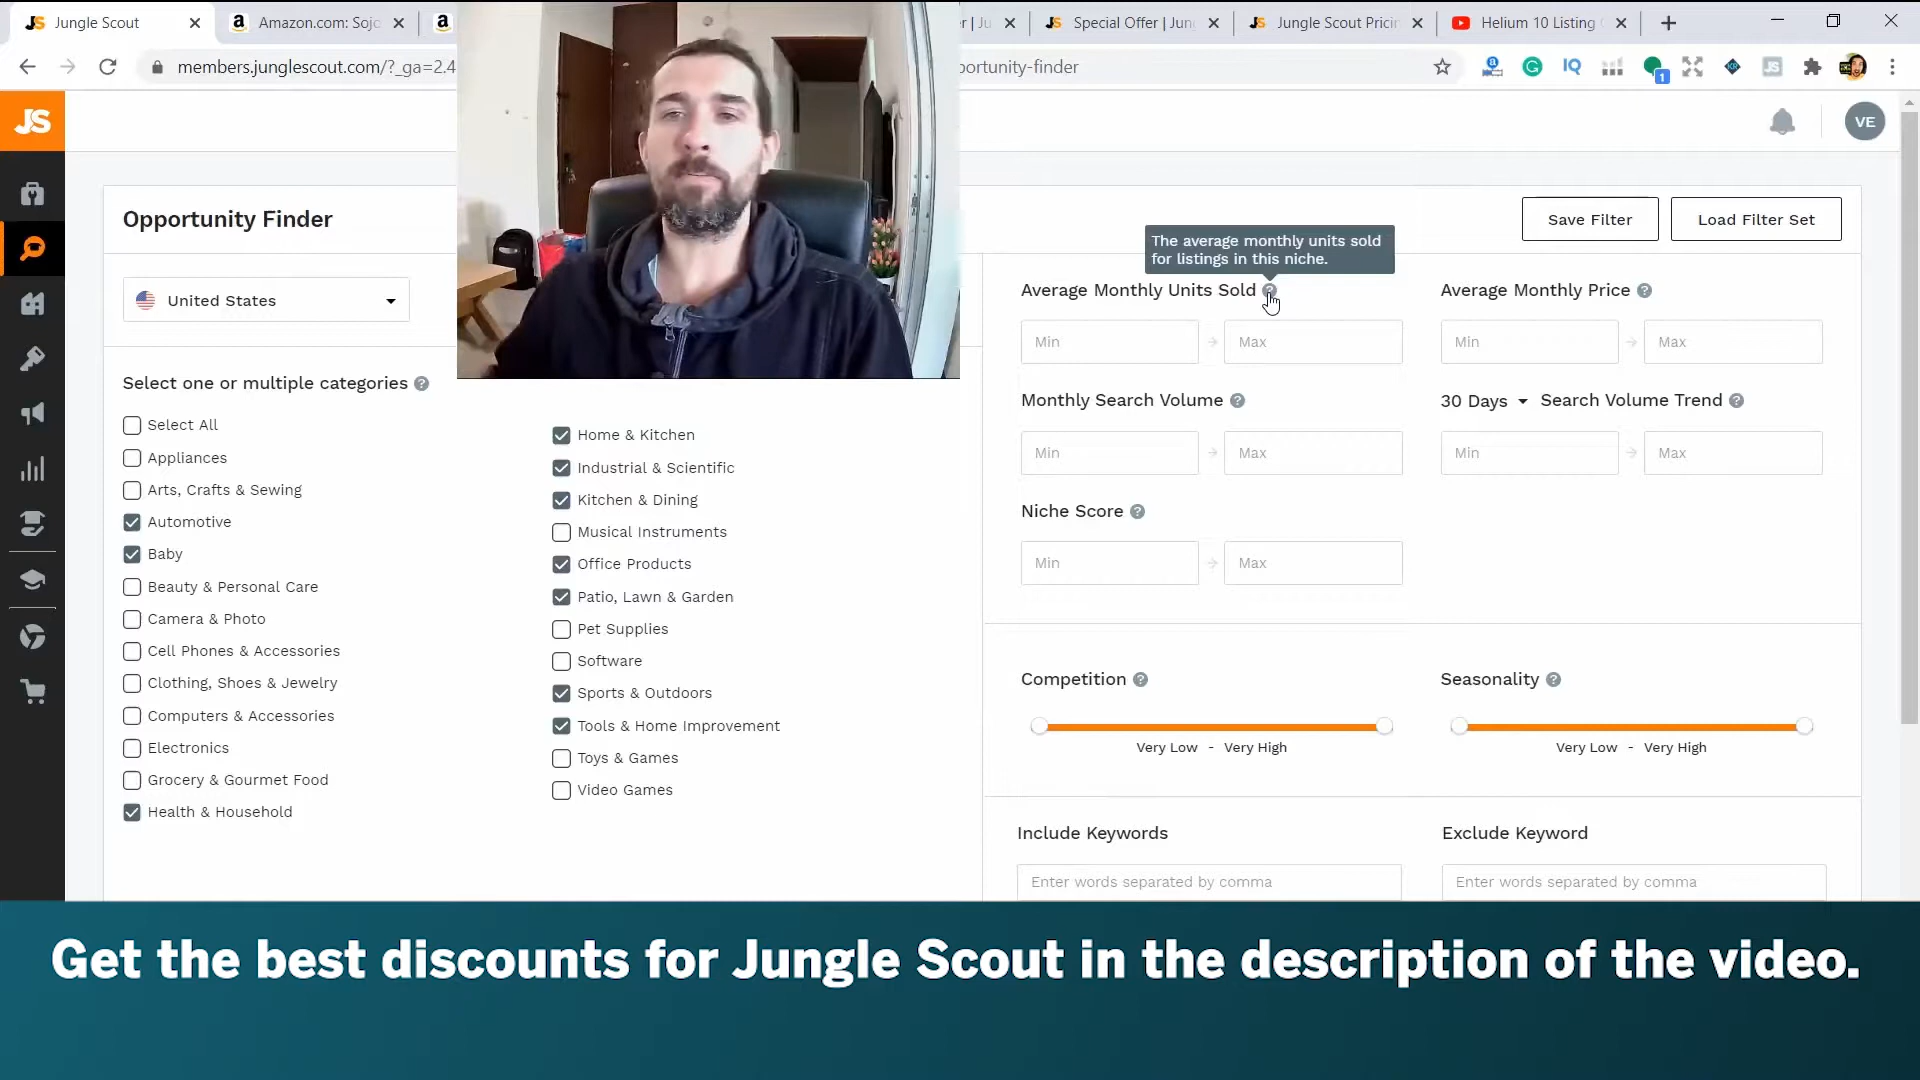 Jungle Scout
Amazon.com: Sojo
Special Offer | Jung
Jungle Scout Pricin
Helium 10 Listing
members.junglescout.com/?_ga=2.4
portunity-finder
1
JS
VE
Opportunity Finder
Save Filter
Load Filter Set
United States
The average monthly units sold
for listings in this niche.
Average Monthly Units Sold
Average Monthly Price
Min
Max
Min
Max
Select one or multiple categories
Monthly Search Volume
30 Days
Search Volume Trend
Min
Max
Min
Max
Niche Score
Min
Max
Select All
Appliances
Arts, Crafts & Sewing
Automotive
Baby
Beauty & Personal Care
Camera & Photo
Cell Phones & Accessories
Clothing, Shoes & Jewelry
Computers & Accessories
Electronics
Grocery & Gourmet Food
Health & Household
Home & Kitchen
Industrial & Scientific
Kitchen & Dining
Musical Instruments
Office Products
Patio, Lawn & Garden
Pet Supplies
Software
Sports & Outdoors
Tools & Home Improvement
Toys & Games
Video Games
Competition
Seasonality
Very Low - Very High
Very Low - Very High
Include Keywords
Exclude Keyword
Enter words separated by comma
Enter words separated by comma
Get the best discounts for Jungle Scout in the description of the video.